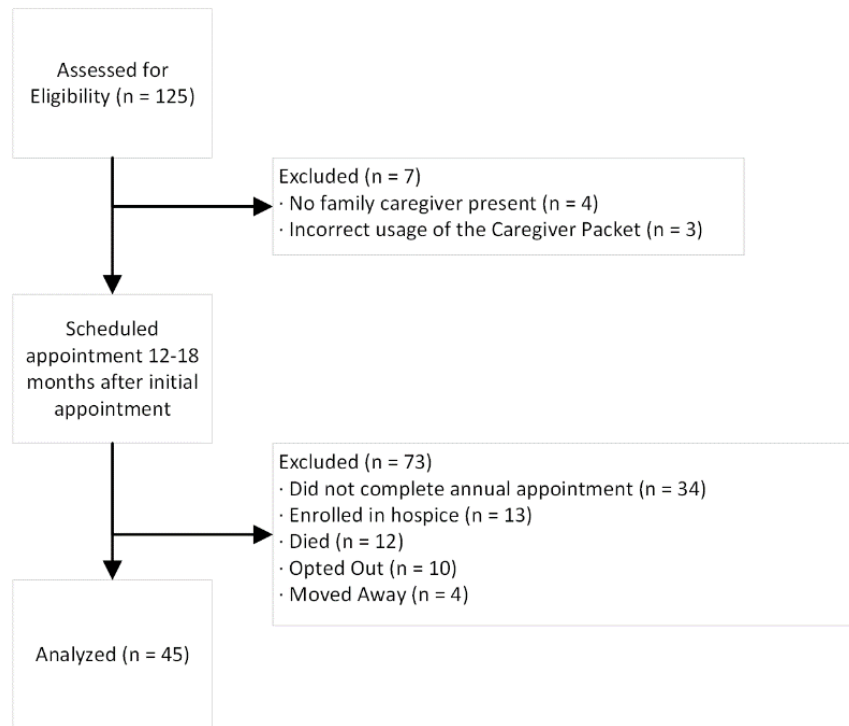 Assessed for
Eligibility (n = 125)
Excluded (n = 7)
· No family caregiver present (n = 4)
· Incorrect usage of the Caregiver Packet (n = 3)
Scheduled
appointment 12-18
months after initial
appointment
Excluded (n = 73)
· Did not complete annual appointment (n = 34)
· Enrolled in hospice (n = 13)
· Died (n = 12)
· Opted Out (n = 10)
· Moved Away (n = 4)
Analyzed (n = 45)